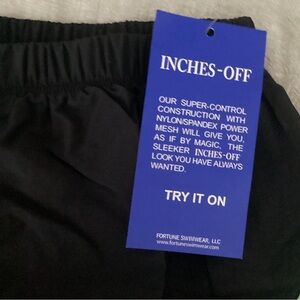 INCHES-OFF
OUR SUPER-CONTROL
CONSTRUCTION WITH
NYLON/SPANDEX POWER
MESH WILL GIVE YOU,
AS IF BY MAGIC, THE
SLEEKER INCHES-OFF
LOOK YOU HAVE ALWAYS
WANTED.
TRY IT ON
FORTUNE SWIMWEAR, LLC
www.fortuneswimwear.com